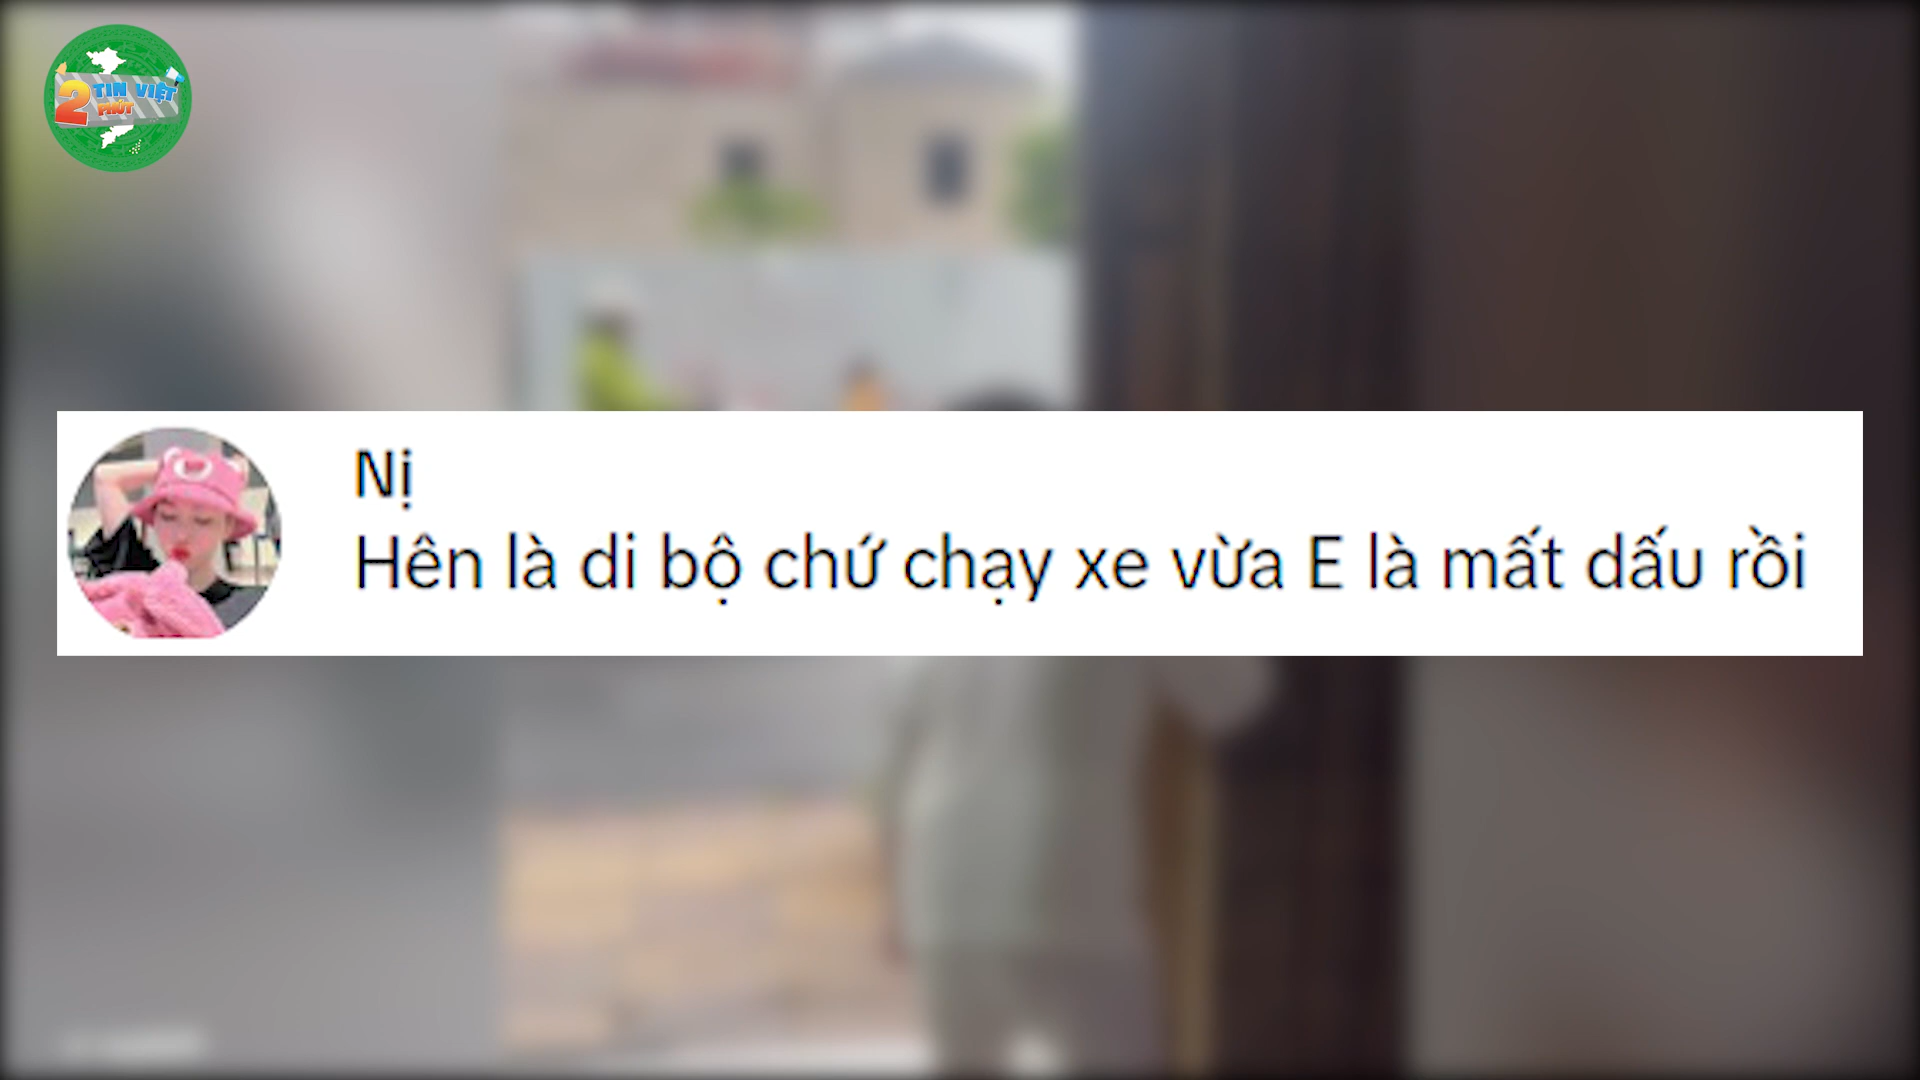 2 TIN VIỆT
PHÚT
Nị
Hên là di bộ chứ chạy xe vừa E là mất dấu rồi